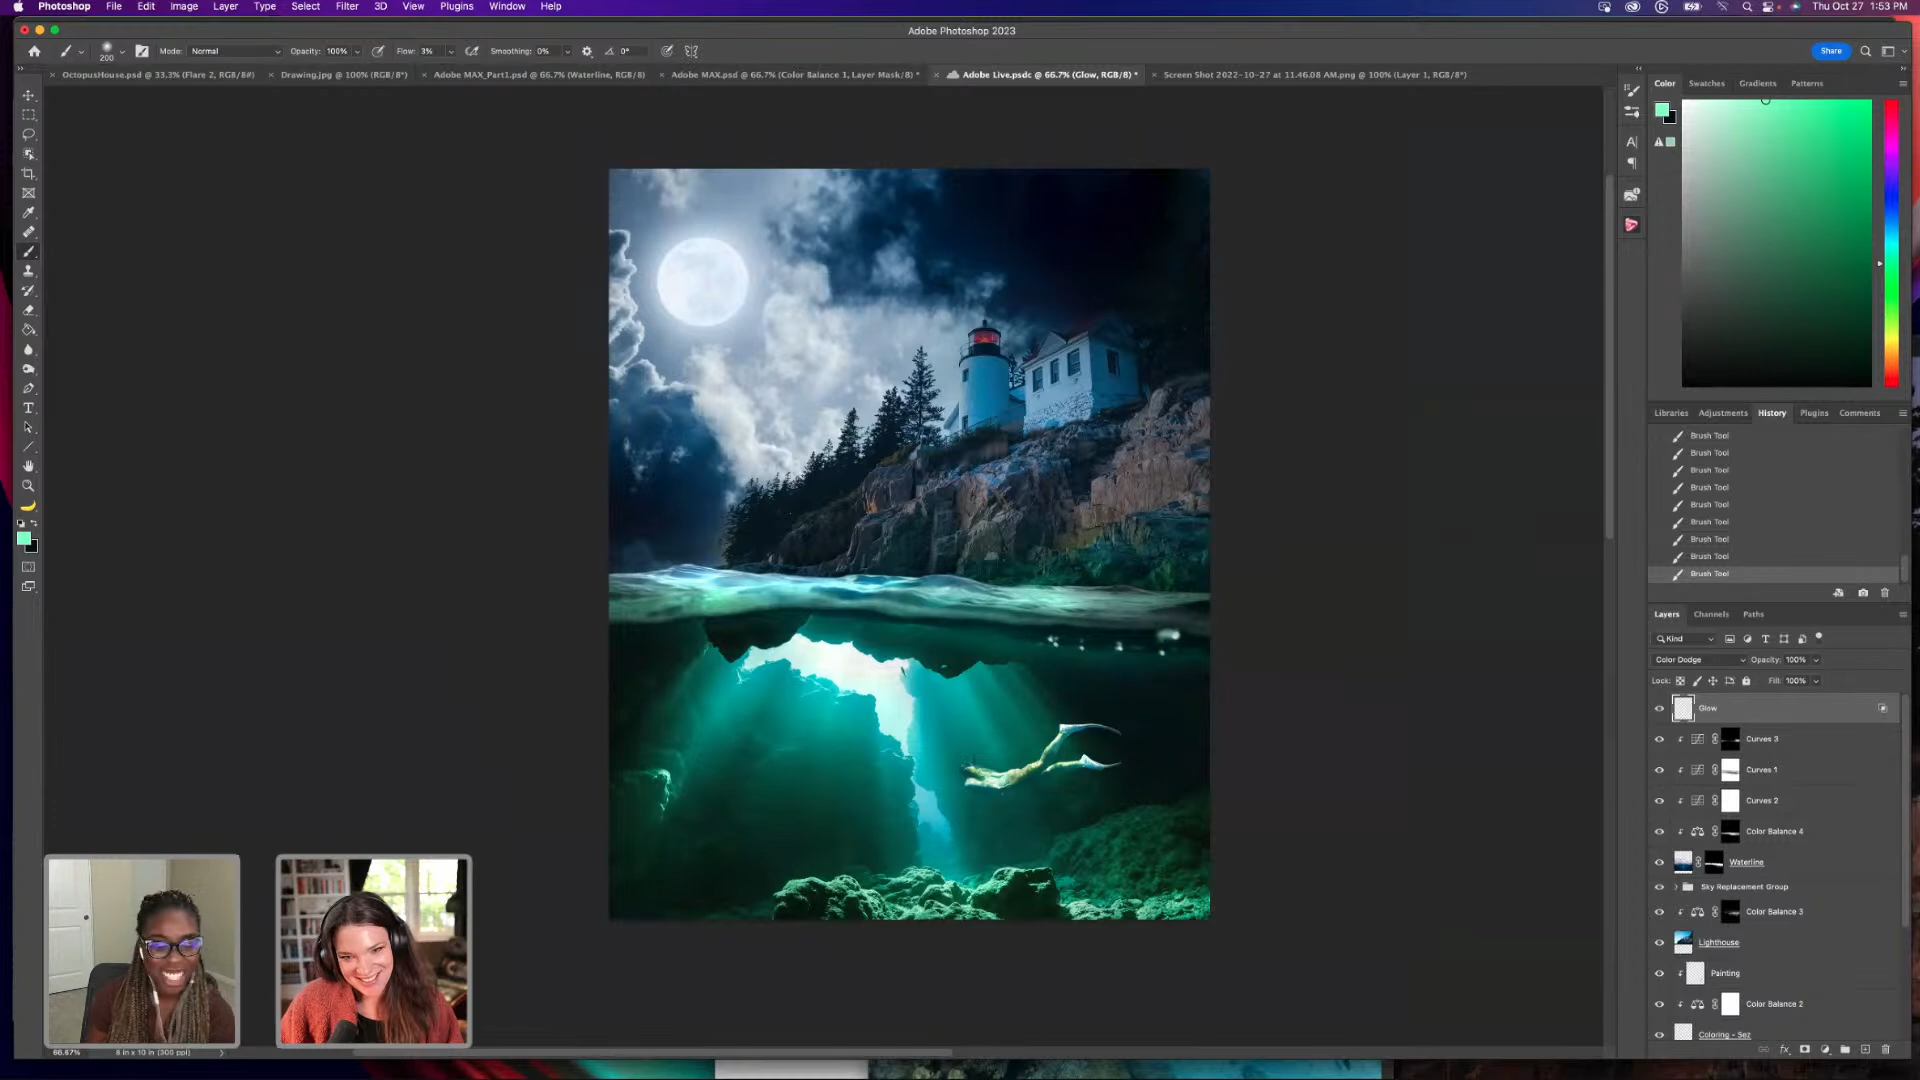 Photoshop File Edit Image Layer Type Select Filter 3D View Plugins Window Help Thu Oct 27 1:53 PM
Adobe Photoshop 2023
200 Mode: Normal Opacity: 100% Flow: 3% Smoothing: 0% 0° Share
OctopusHouse.psd @ 33.3% (Flare 2, RGB/8#) Drawing.jpg @ 100% (RGB/8*) Adobe MAX_Part1.psd @ 66.7% (Waterline, RGB/8) Adobe MAX.psd @ 66.7% (Color Balance 1, Layer Mask/8) * Adobe Live.psdc @ 66.7% (Glow, RGB/8) * Screen Shot 2022-10-27 at 11.46.08 AM.png @ 100% (Layer 1, RGB/8*)
Color Swatches Gradients Patterns
Libraries Adjustments History Plugins Comments
Brush Tool
Brush Tool
Brush Tool
Brush Tool
Brush Tool
Brush Tool
Brush Tool
Brush Tool
Brush Tool
Layers Channels Paths
Kind
Color Dodge Opacity: 100%
Lock: Fill: 100%
Glow
Curves 3
Curves 1
Curves 2
Color Balance 4
Waterline
Sky Replacement Group
Color Balance 3
Lighthouse
Painting
Color Balance 2
Coloring - Sez
66.67% 8 in x 10 in (300 ppi)